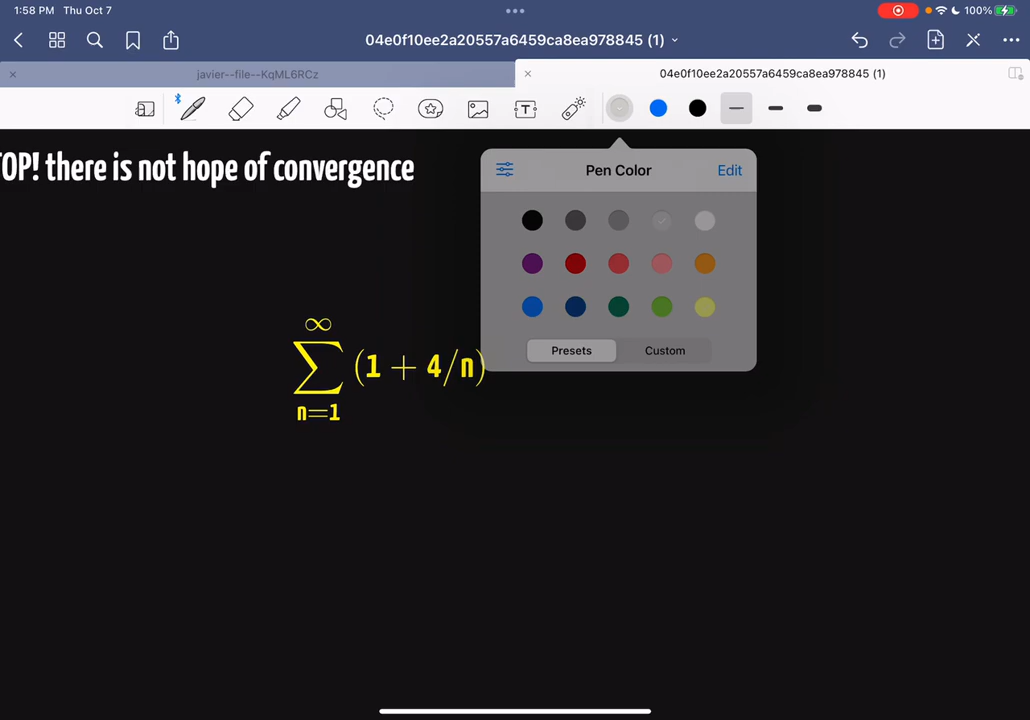 1:58 PM Thu Oct 7
100%
04e0f10ee2a20557a6459ca8ea978845 (1)
javier--file--KqML6RCz
04e0f10ee2a20557a6459ca8ea978845 (1)
T
OP! there is not hope of convergence
Pen Color
Edit
Presets
Custom
∞
∑ (1 + 4/n)
n=1